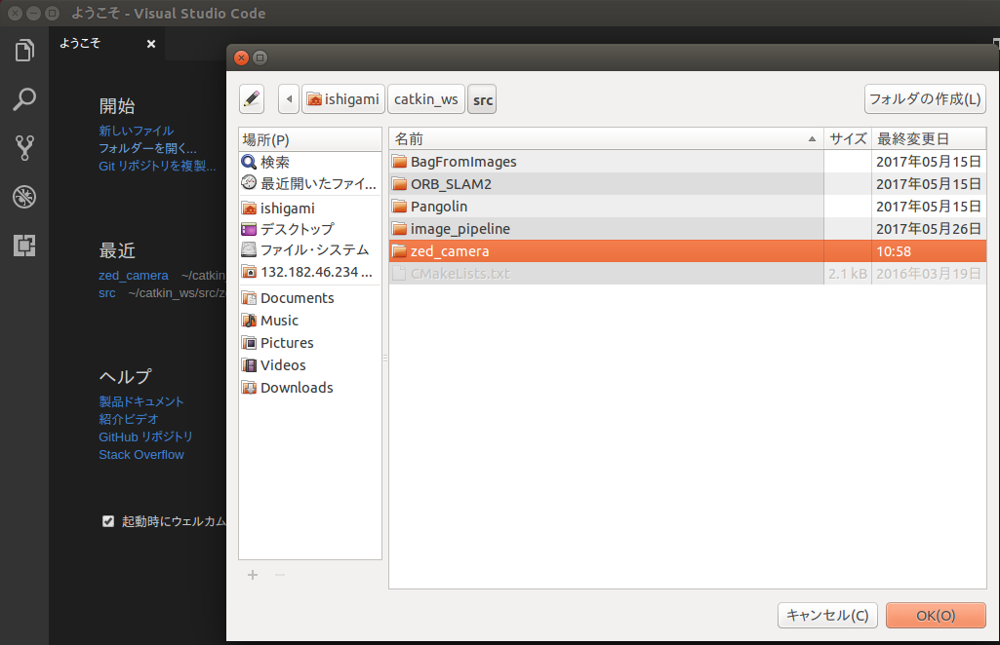 ようこそ - Visual Studio Code
ようこそ
開始
新しいファイル
フォルダーを開く...
Git リポジトリを複製...
最近
zed_camera ~/catkin
src ~/catkin_ws/src/z
ヘルプ
製品ドキュメント
紹介ビデオ
GitHub リポジトリ
Stack Overflow
起動時にウェルカム
ishigami catkin_ws src フォルダの作成(L)
場所(P)
検索
最近開いたファイ...
ishigami
デスクトップ
ファイル・システム
132.182.46.234 ...
Documents
Music
Pictures
Videos
Downloads
名前 サイズ 最終変更日
BagFromImages 2017年05月15日
ORB_SLAM2 2017年05月15日
Pangolin 2017年05月15日
image_pipeline 2017年05月26日
zed_camera 10:58
CMakeLists.txt 2.1 kB 2016年03月19日
キャンセル(C) OK(O)